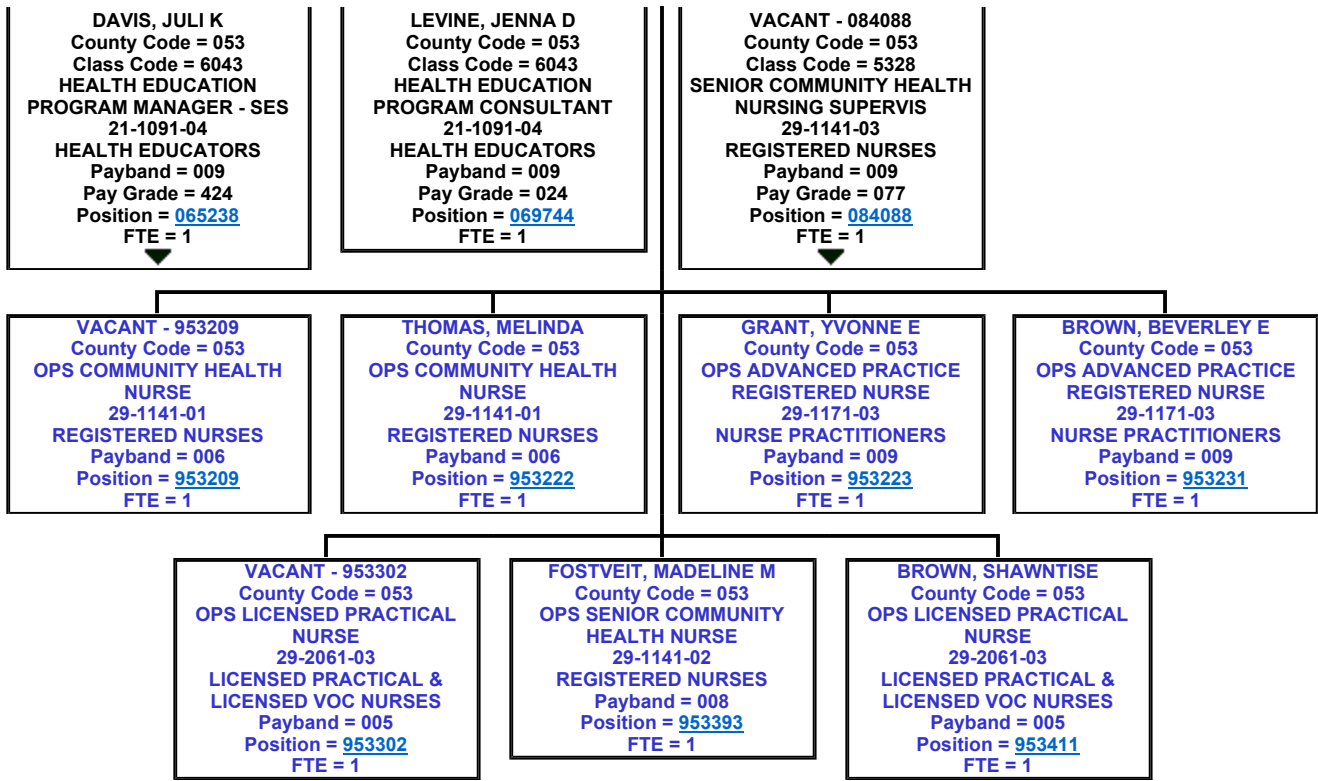 DAVIS, JULI K
County Code = 053
Class Code = 6043
HEALTH EDUCATION
PROGRAM MANAGER - SES
21-1091-04
HEALTH EDUCATORS
Payband = 009
Pay Grade = 424
Position = 065238
FTE = 1
LEVINE, JENNA D
County Code = 053
Class Code = 6043
HEALTH EDUCATION
PROGRAM CONSULTANT
21-1091-04
HEALTH EDUCATORS
Payband = 009
Pay Grade = 024
Position = 069744
FTE = 1
VACANT - 084088
County Code = 053
Class Code = 5328
SENIOR COMMUNITY HEALTH
NURSING SUPERVIS
29-1141-03
REGISTERED NURSES
Payband = 009
Pay Grade = 077
Position = 084088
FTE = 1
VACANT - 953209
County Code = 053
OPS COMMUNITY HEALTH
NURSE
29-1141-01
REGISTERED NURSES
Payband = 006
Position = 953209
FTE = 1
THOMAS, MELINDA
County Code = 053
OPS COMMUNITY HEALTH
NURSE
29-1141-01
REGISTERED NURSES
Payband = 006
Position = 953222
FTE = 1
GRANT, YVONNE E
County Code = 053
OPS ADVANCED PRACTICE
REGISTERED NURSE
29-1171-03
NURSE PRACTITIONERS
Payband = 009
Position = 953223
FTE = 1
BROWN, BEVERLEY E
County Code = 053
OPS ADVANCED PRACTICE
REGISTERED NURSE
29-1171-03
NURSE PRACTITIONERS
Payband = 009
Position = 953231
FTE = 1
VACANT - 953302
County Code = 053
OPS LICENSED PRACTICAL
NURSE
29-2061-03
LICENSED PRACTICAL &
LICENSED VOC NURSES
Payband = 005
Position = 953302
FTE = 1
FOSTVEIT, MADELINE M
County Code = 053
OPS SENIOR COMMUNITY
HEALTH NURSE
29-1141-02
REGISTERED NURSES
Payband = 008
Position = 953393
FTE = 1
BROWN, SHAWNTISE
County Code = 053
OPS LICENSED PRACTICAL
NURSE
29-2061-03
LICENSED PRACTICAL &
LICENSED VOC NURSES
Payband = 005
Position = 953411
FTE = 1